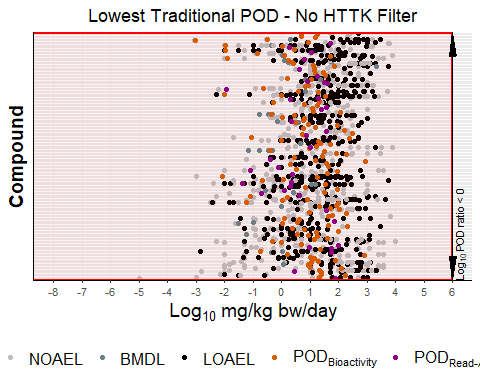 Lowest Traditional POD - No HTTK Filter
Compound
Log10 POD ratio < 0
-8 -7 -6 -5 -4 -3 -2 -1 0 1 2 3 4 5 6
Log10 mg/kg bw/day
NOAEL BMDL LOAEL PODBioactivity PODRead-